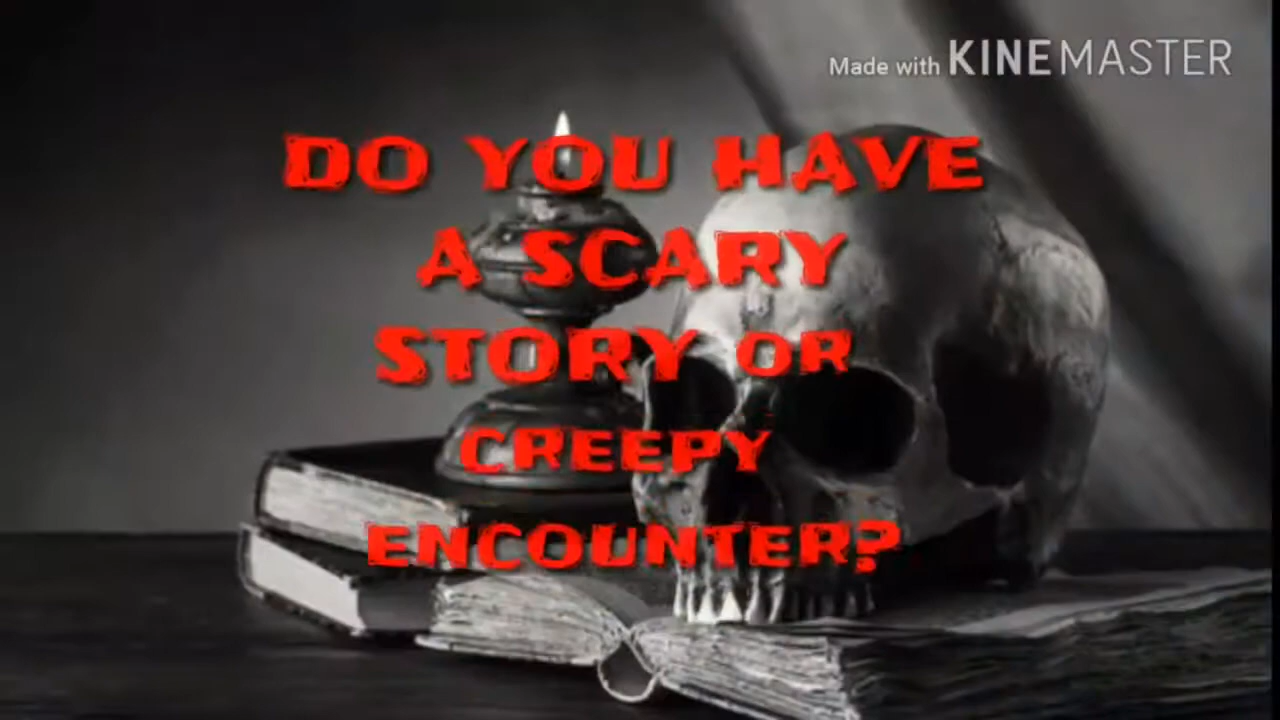 Made with KINEMASTER
DO YOU HAVE
A SCARY
STORY OR
CREEPY
ENCOUNTER?